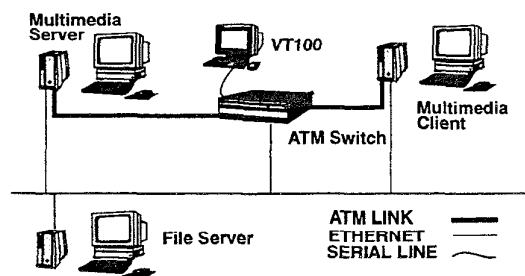 Multimedia
Server
VT100
ATM Switch
Multimedia
Client
File Server
ATM LINK
ETHERNET
SERIAL LINE